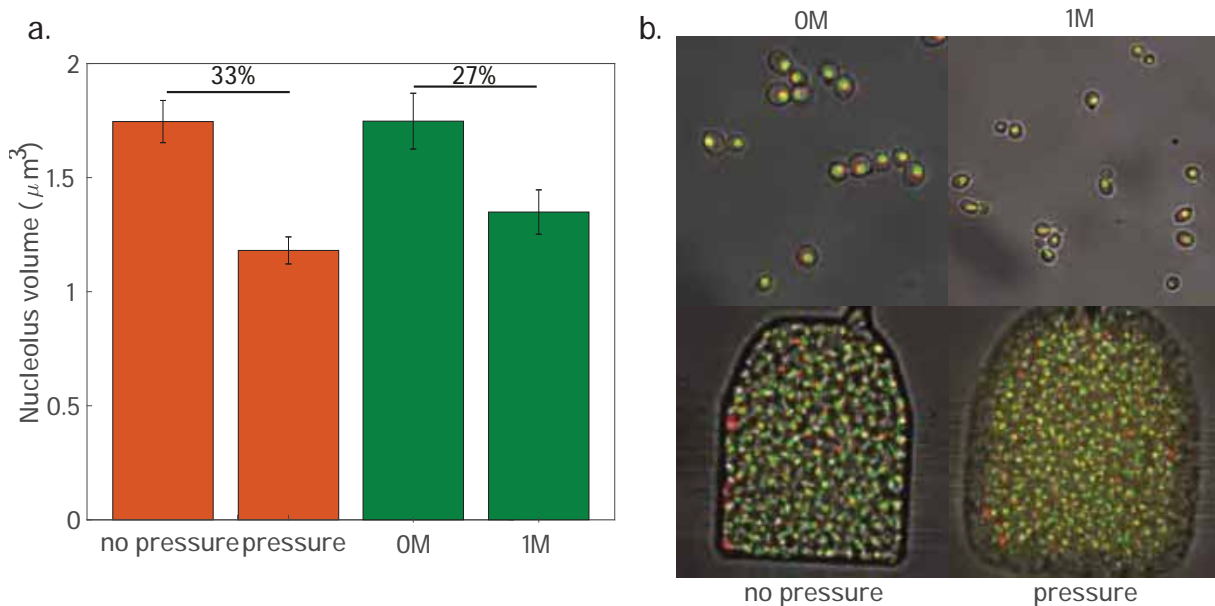 a.
33%
27%
2
1.5
1
0.5
0
Nucleolus volume (μm³)
no pressure
pressure
0M
1M
b.
0M
1M
no pressure
pressure